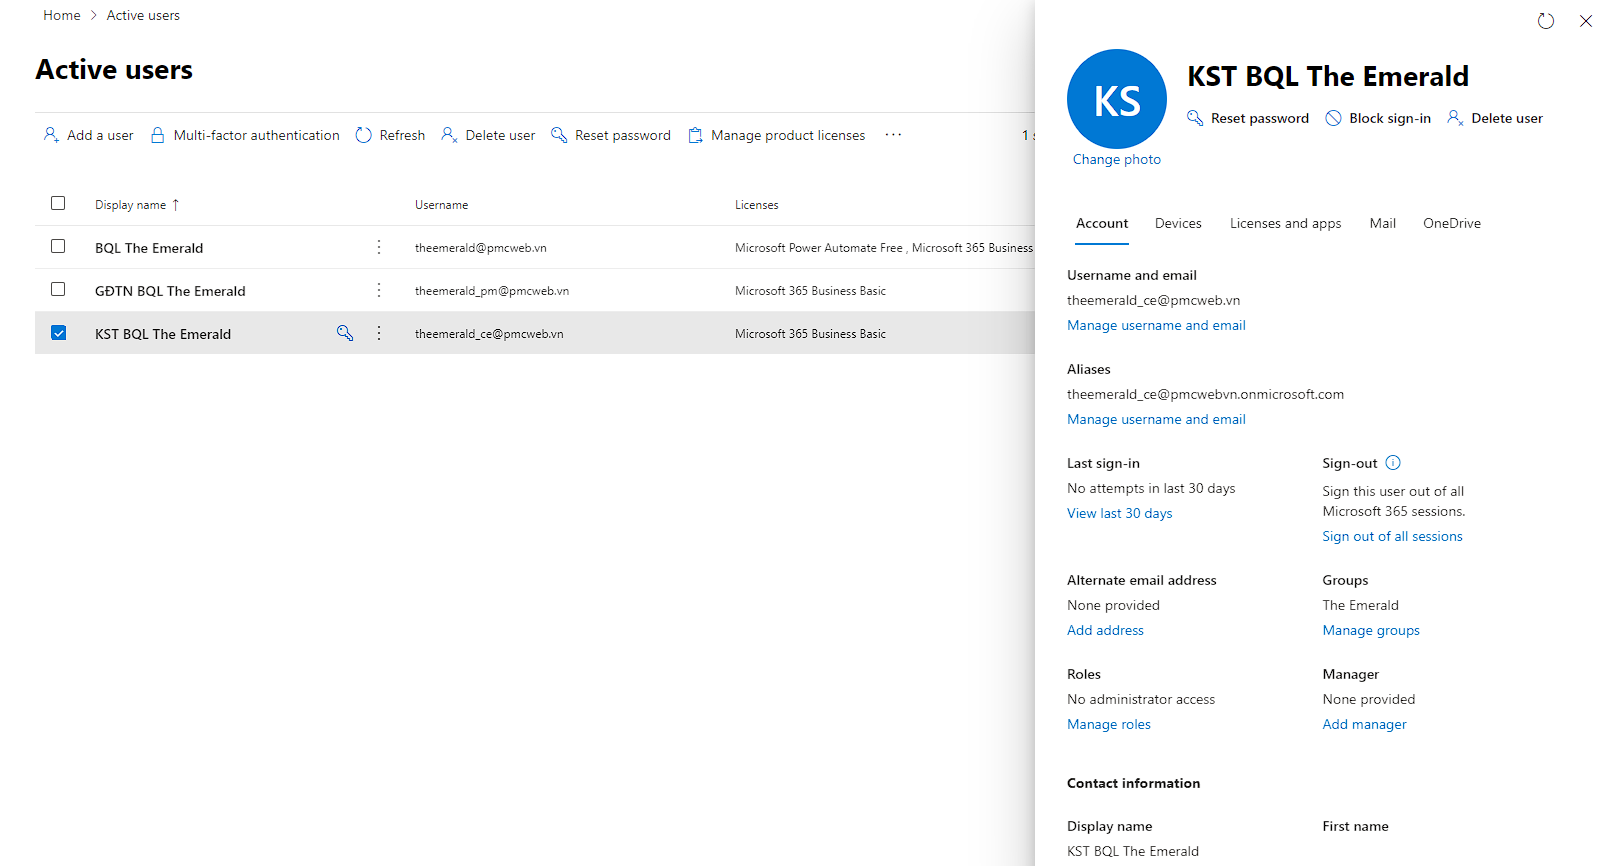 Home > Active users
Active users
Add a user Multi-factor authentication Refresh Delete user Reset password Manage product licenses ··· 1
Display name ↑ Username Licenses
BQL The Emerald theemerald@pmcweb.vn Microsoft Power Automate Free , Microsoft 365 Business
GĐTN BQL The Emerald theemerald_pm@pmcweb.vn Microsoft 365 Business Basic
KST BQL The Emerald theemerald_ce@pmcweb.vn Microsoft 365 Business Basic
KS
Change photo
KST BQL The Emerald
Reset password Block sign-in Delete user
Account Devices Licenses and apps Mail OneDrive
Username and email
theemerald_ce@pmcweb.vn
Manage username and email
Aliases
theemerald_ce@pmcwebvn.onmicrosoft.com
Manage username and email
Last sign-in
No attempts in last 30 days
View last 30 days
Sign-out
Sign this user out of all
Microsoft 365 sessions.
Sign out of all sessions
Alternate email address
None provided
Add address
Groups
The Emerald
Manage groups
Roles
No administrator access
Manage roles
Manager
None provided
Add manager
Contact information
Display name
KST BQL The Emerald
First name